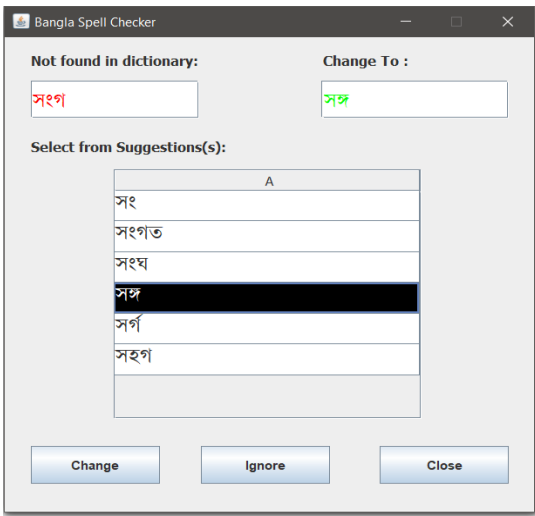 Bangla Spell Checker
Not found in dictionary: Change To :
সংগ সঙ্গ
Select from Suggestions(s):
A
সং
সংগত
সংঘ
সঙ্গ
সর্গ
সহগ
Change Ignore Close